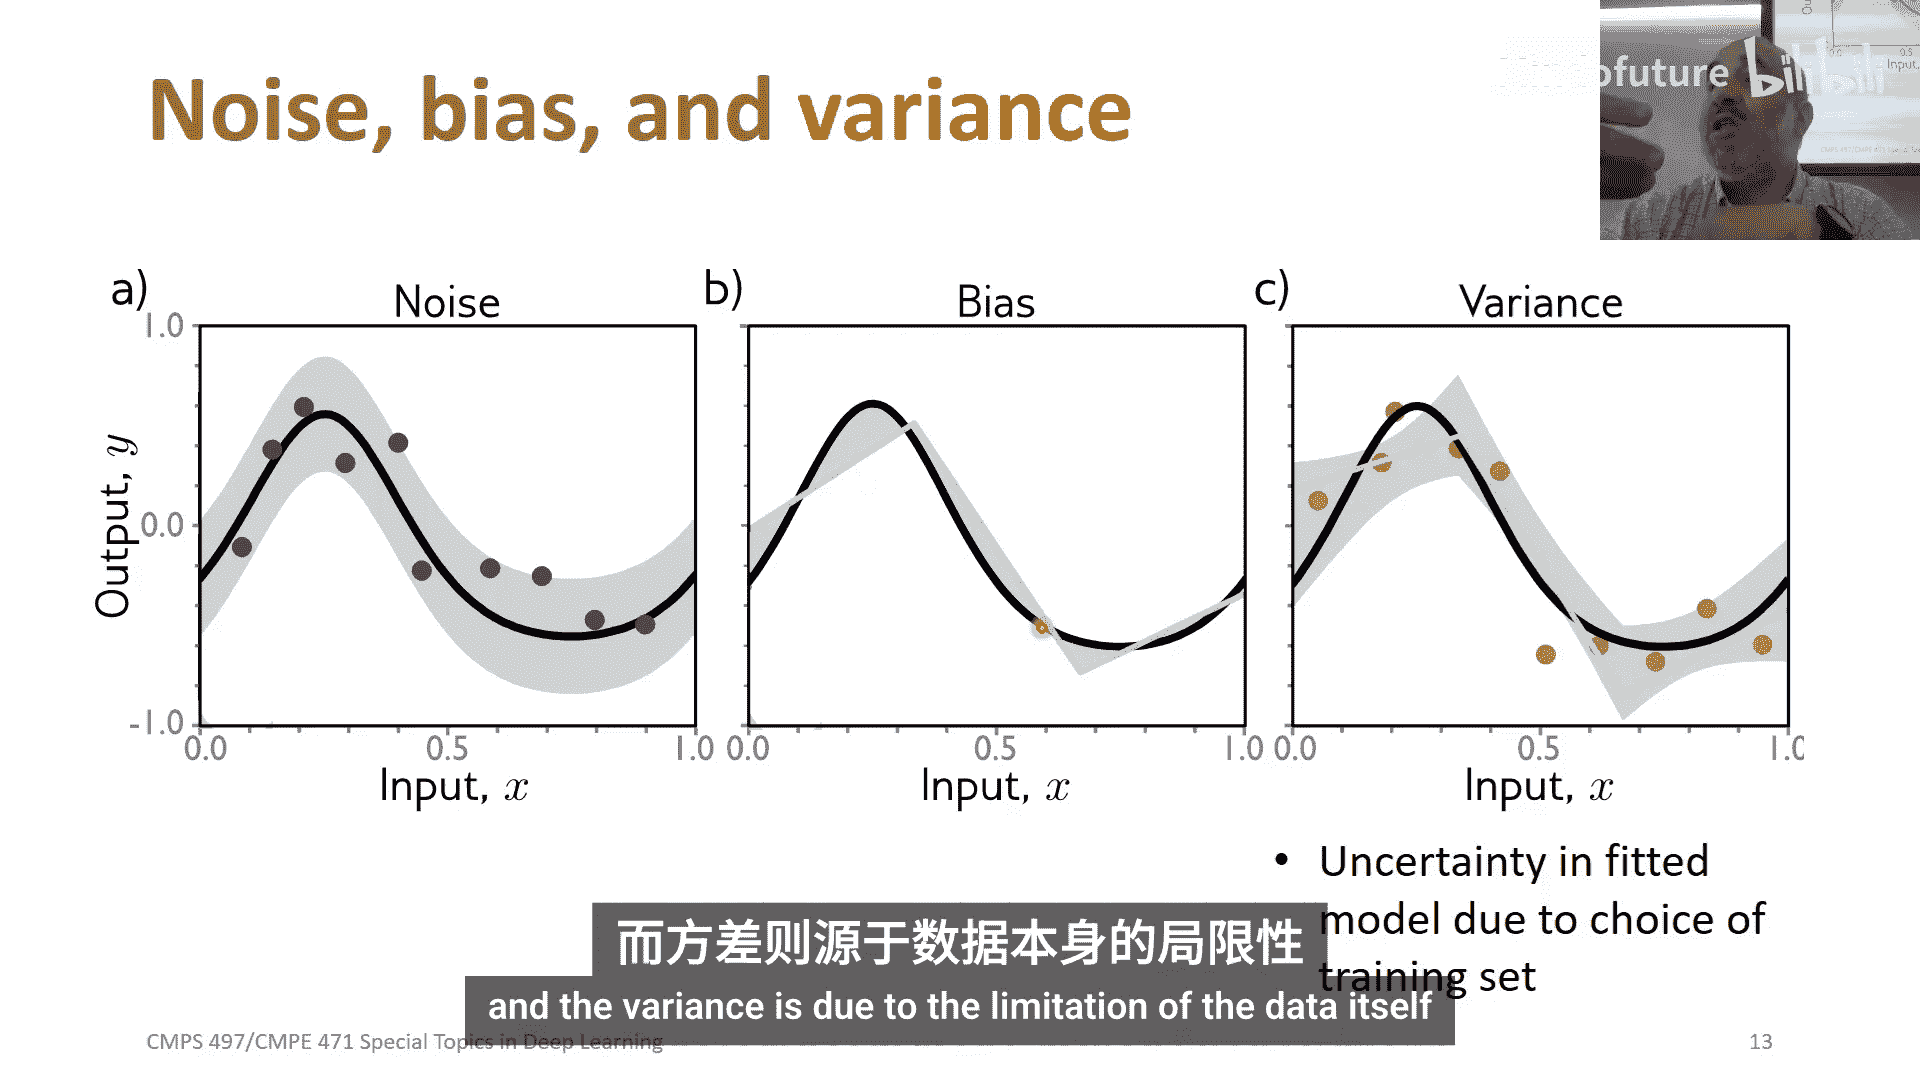 Noise, bias, and variance
ofuture bilibili
a)
Noise
1.0
0.0
-1.0
Output, y
0.0 0.5 1.0
Input, x
b)
Bias
0.0 0.5 1.0
Input, x
c)
Variance
0.0 0.5 1.0
Input, x
• Uncertainty in fitted
model due to choice of
training set
而方差则源于数据本身的局限性
and the variance is due to the limitation of the data itself
CMPS 497/CMPE 471 Special Topics in Deep Learning
13